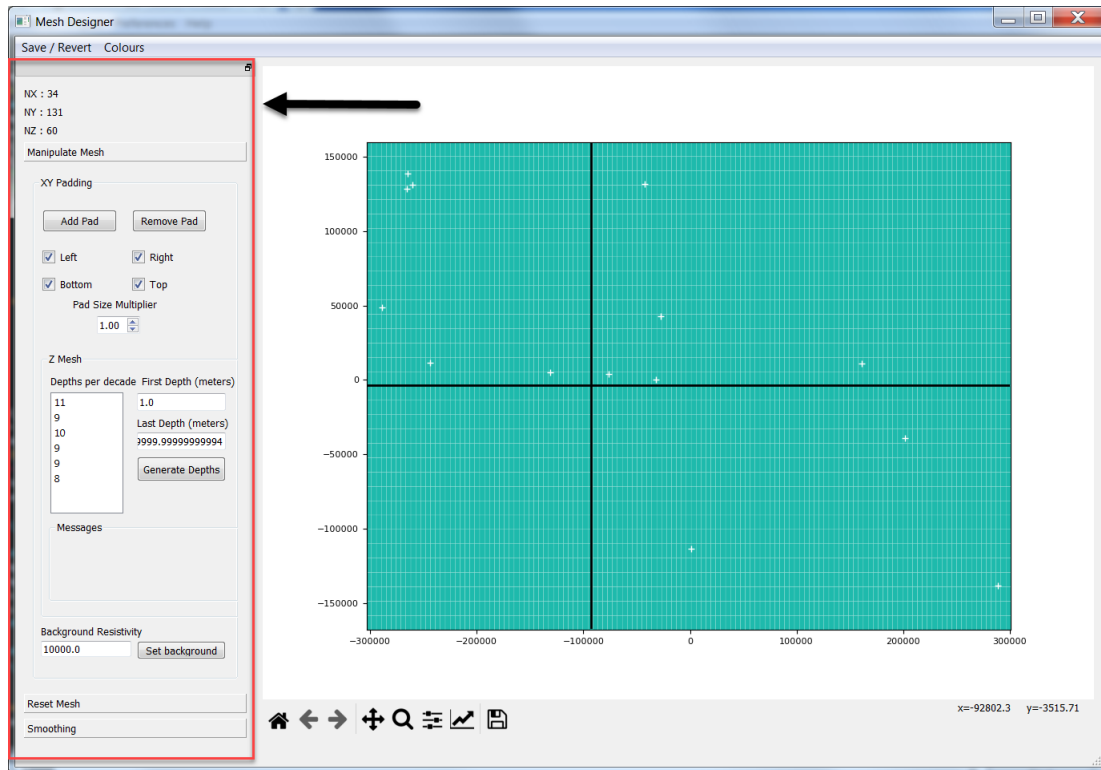 Mesh Designer
Save / Revert Colours
NX : 34
NY : 131
NZ : 60
Manipulate Mesh
XY Padding
Add Pad Remove Pad
Left Right
Bottom Top
Pad Size Multiplier
1.00
Z Mesh
Depths per decade First Depth (meters)
11 1.0
9 Last Depth (meters)
10 9999.99999999994
9
9 Generate Depths
8
Messages
Background Resistivity
10000.0 Set background
Reset Mesh
Smoothing
150000
100000
50000
0
−50000
−100000
−150000
−300000 −200000 −100000 0 100000 200000 300000
x=-92802.3 y=-3515.71